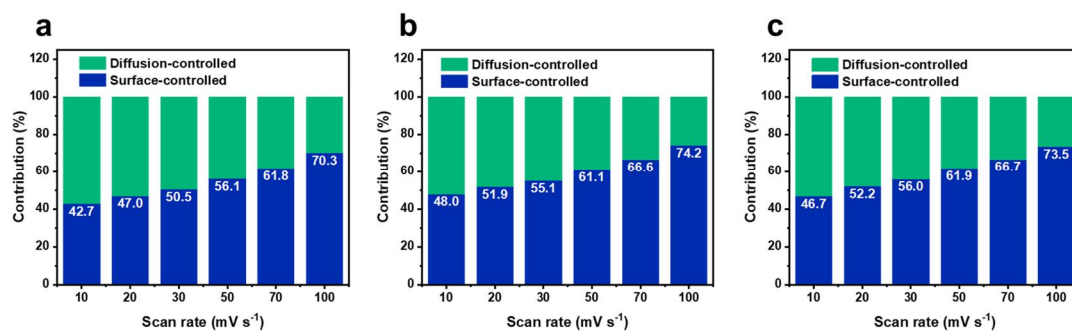 a
120
100
80
60
40
20
0
Contribution (%)
Diffusion-controlled
Surface-controlled
42.7
47.0
50.5
56.1
61.8
70.3
10 20 30 50 70 100
Scan rate (mV s⁻¹)
b
120
100
80
60
40
20
0
Contribution (%)
Diffusion-controlled
Surface-controlled
48.0
51.9
55.1
61.1
66.6
74.2
10 20 30 50 70 100
Scan rate (mV s⁻¹)
c
120
100
80
60
40
20
0
Contribution (%)
Diffusion-controlled
Surface-controlled
46.7
52.2
56.0
61.9
66.7
73.5
10 20 30 50 70 100
Scan rate (mV s⁻¹)